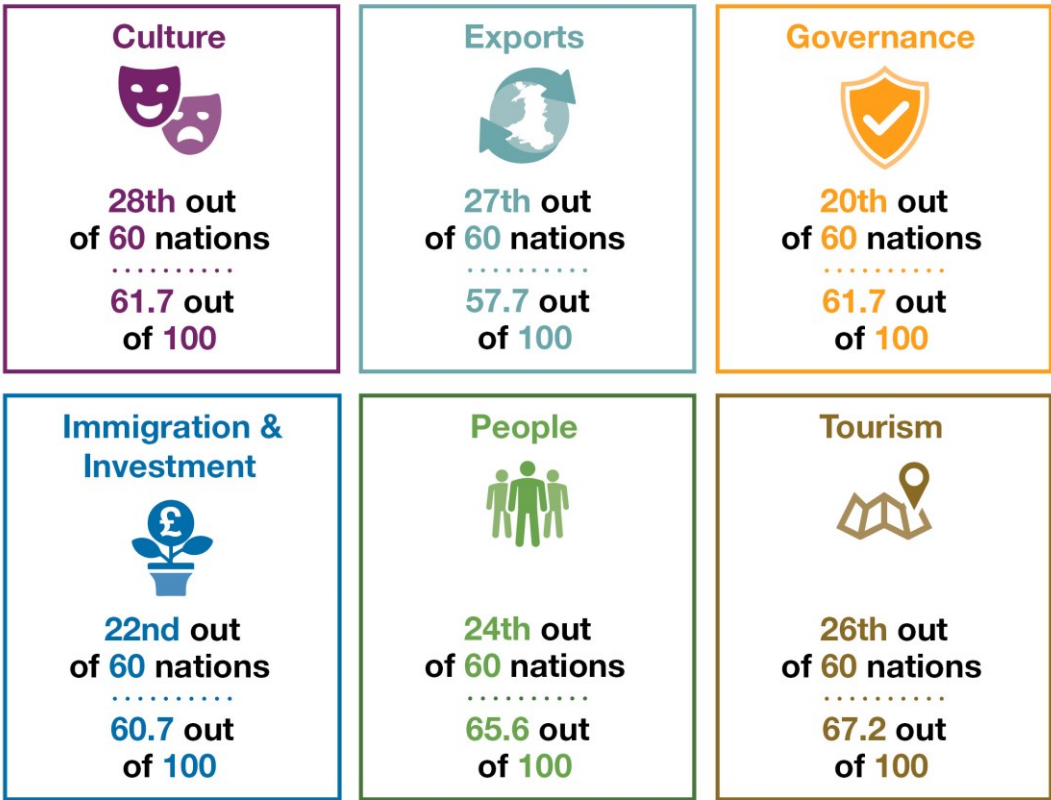 Culture
28th out
of 60 nations
61.7 out
of 100
Exports
27th out
of 60 nations
57.7 out
of 100
Governance
20th out
of 60 nations
61.7 out
of 100
Immigration &
Investment
£
22nd out
of 60 nations
60.7 out
of 100
People
24th out
of 60 nations
65.6 out
of 100
Tourism
26th out
of 60 nations
67.2 out
of 100